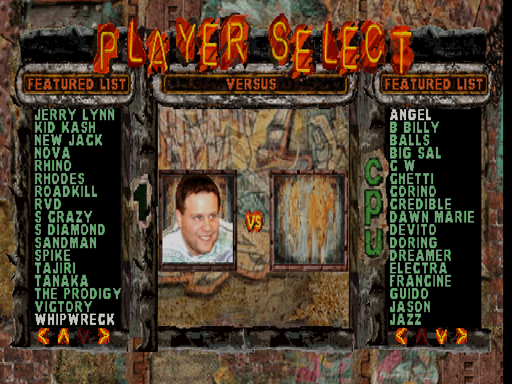 PLAYER SELECT
FEATURED LIST
VERSUS
FEATURED LIST
JERRY LYNN
KID KASH
NEW JACK
NOVA
RHINO
RHODES
ROADKILL
RVD
S CRAZY
S DIAMOND
SANDMAN
SPIKE
TAJIRI
TANAKA
THE PRODIGY
VICTORY
WHIPWRECK
1
VS
CPU
ANGEL
B BILLY
BALLS
BIG SAL
C W
GHETTI
CORINO
CREDIBLE
DAWN MARIE
DEVITO
DORING
DREAMER
ELECTRA
FRANCINE
GUIDO
JASON
JAZZ